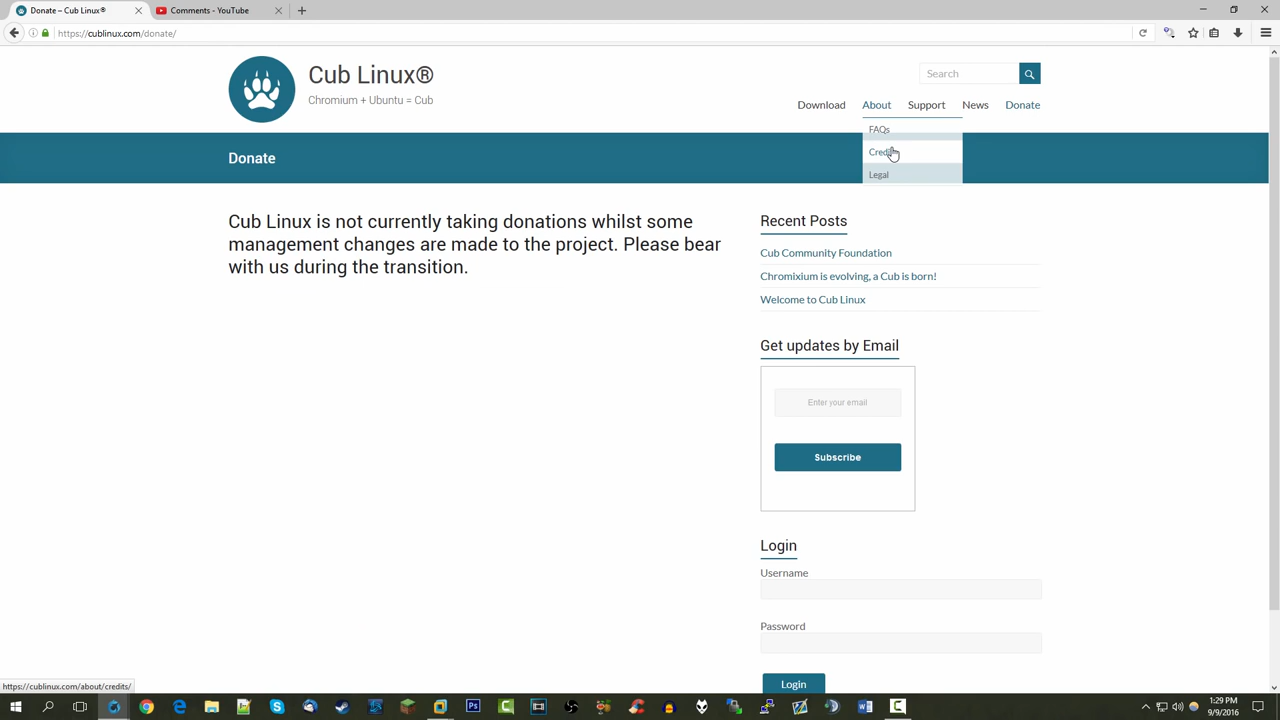 Donate – Cub Linux®
Comments - YouTube
https://cublinux.com/donate/
Cub Linux®
Chromium + Ubuntu = Cub
Search
Download About Support News Donate
FAQs
Credits
Legal
Donate
Cub Linux is not currently taking donations whilst some
management changes are made to the project. Please bear
with us during the transition.
Recent Posts
Cub Community Foundation
Chromixium is evolving, a Cub is born!
Welcome to Cub Linux
Get updates by Email
Enter your email
Subscribe
Login
Username
Password
Login
https://cublinux.com/about/credits/
1:29 PM
9/9/2016